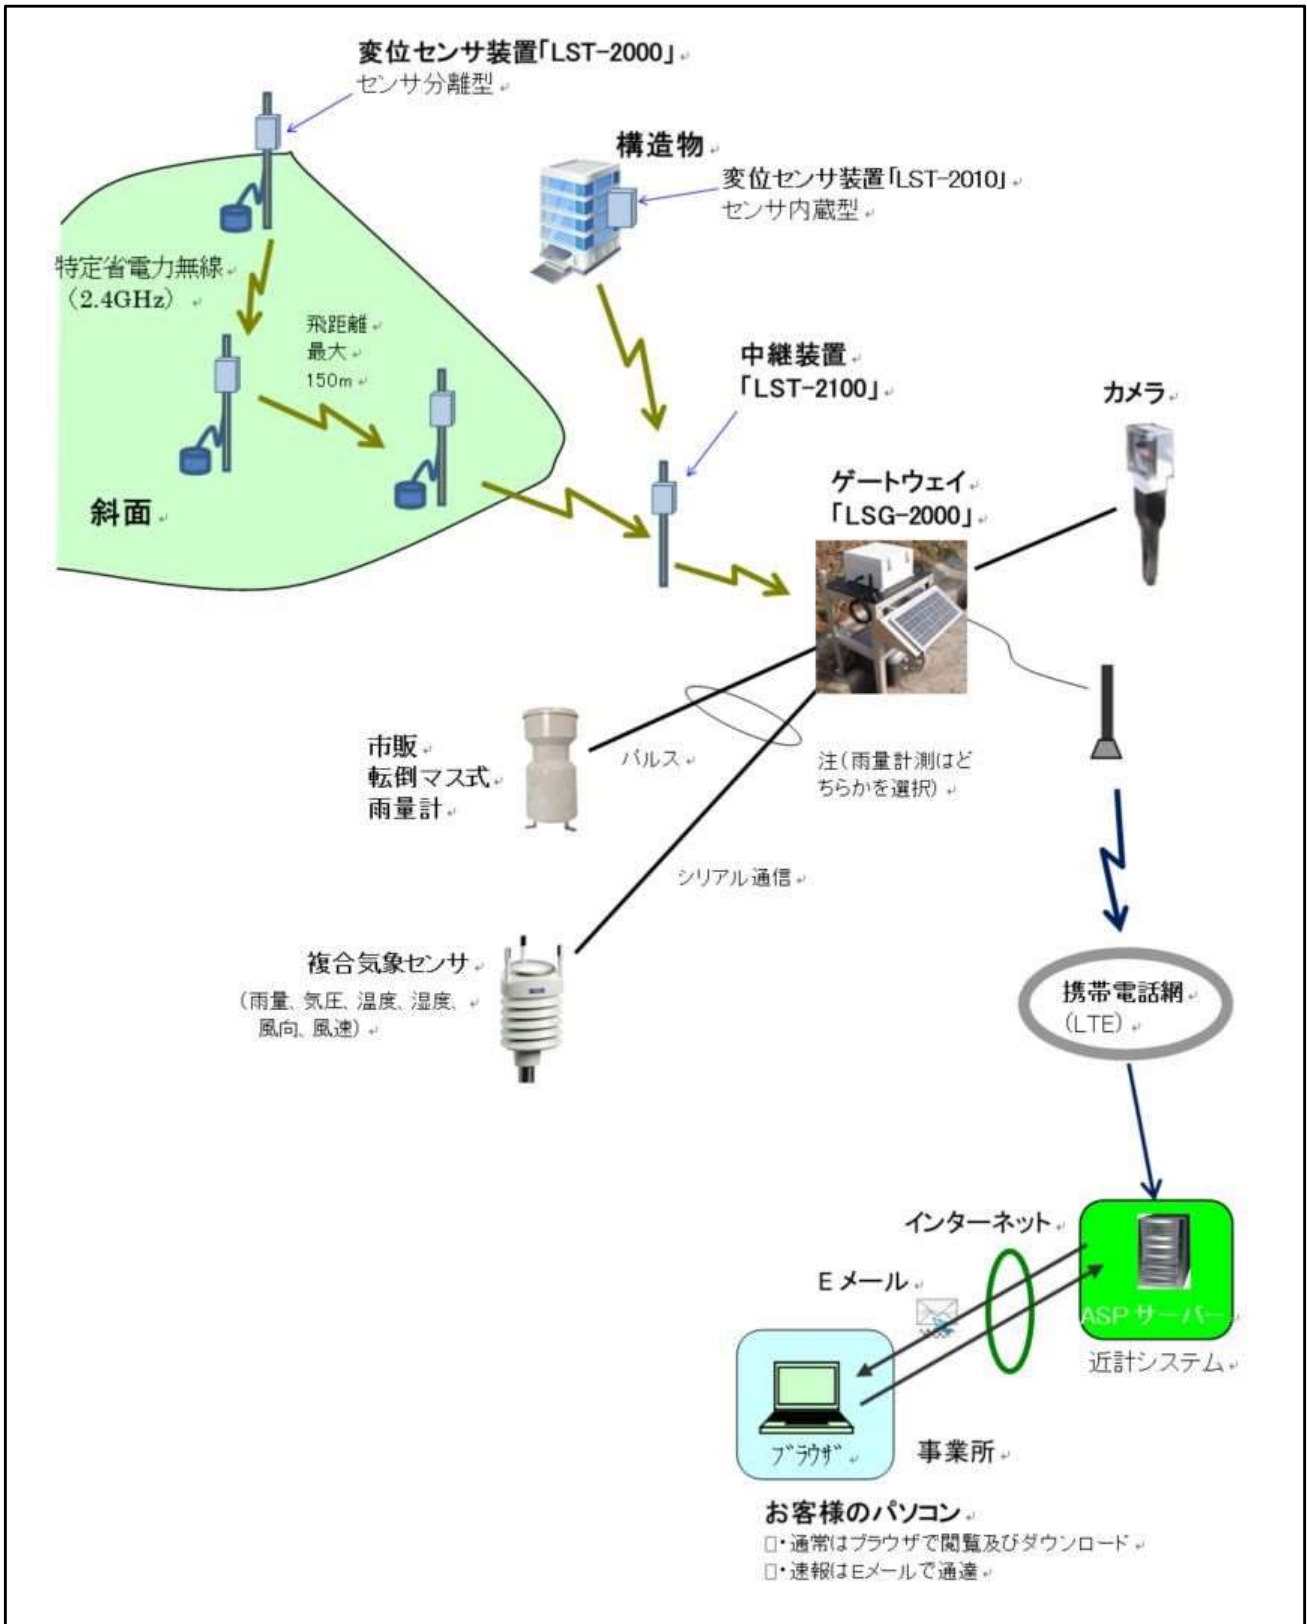 変位センサ装置「LST-2000」
センサ分離型
構造物
変位センサ装置「LST-2010」
センサ内蔵型
特定省電力無線
（2.4GHz）
飛距離
最大
150m
中継装置
「LST-2100」
カメラ
ゲートウェイ
「LSG-2000」
斜面
市販
転倒マス式
雨量計
パルス
注（雨量計測はど
ちらかを選択）
シリアル通信
複合気象センサ
（雨量、気圧、温度、湿度、
風向、風速）
携帯電話網
（LTE）
インターネット
Eメール
ASPサーバー
近計システム
ﾌﾞﾗｳｻﾞ
事業所
お客様のパソコン
□・通常はブラウザで閲覧及びダウンロード
□・速報はEメールで通達